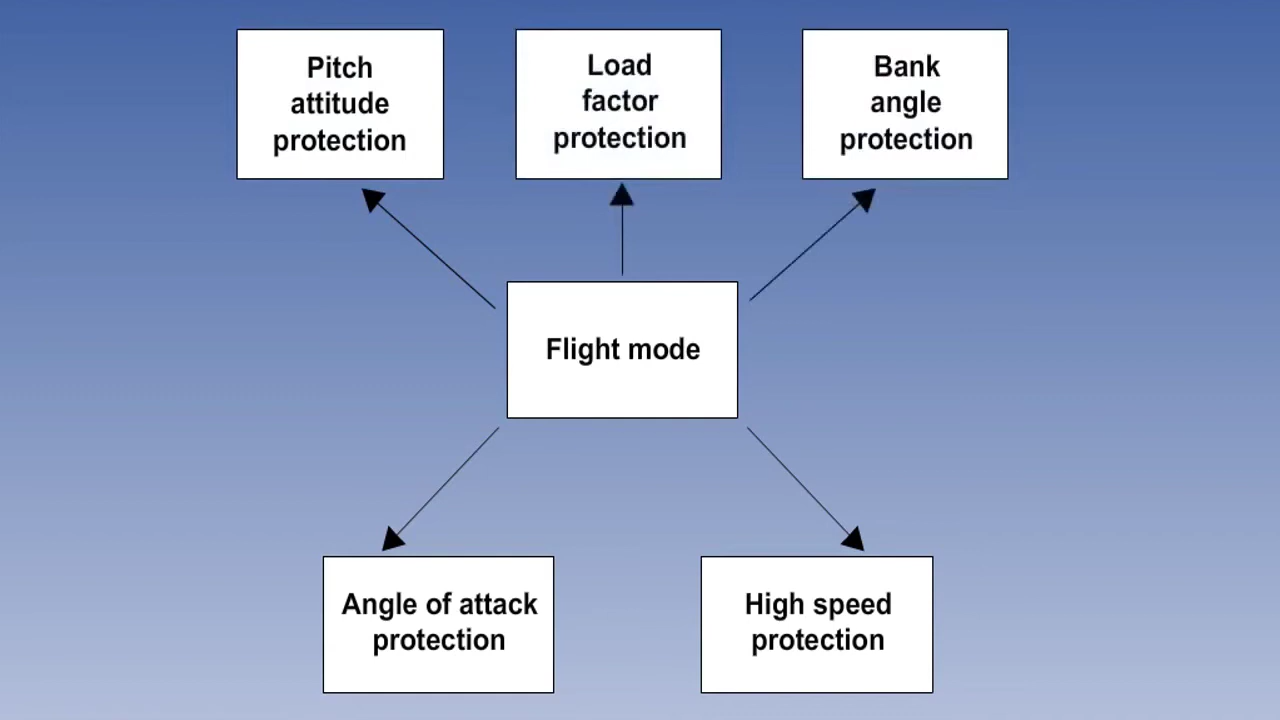 Pitch
attitude
protection
Load
factor
protection
Bank
angle
protection
Flight mode
Angle of attack
protection
High speed
protection